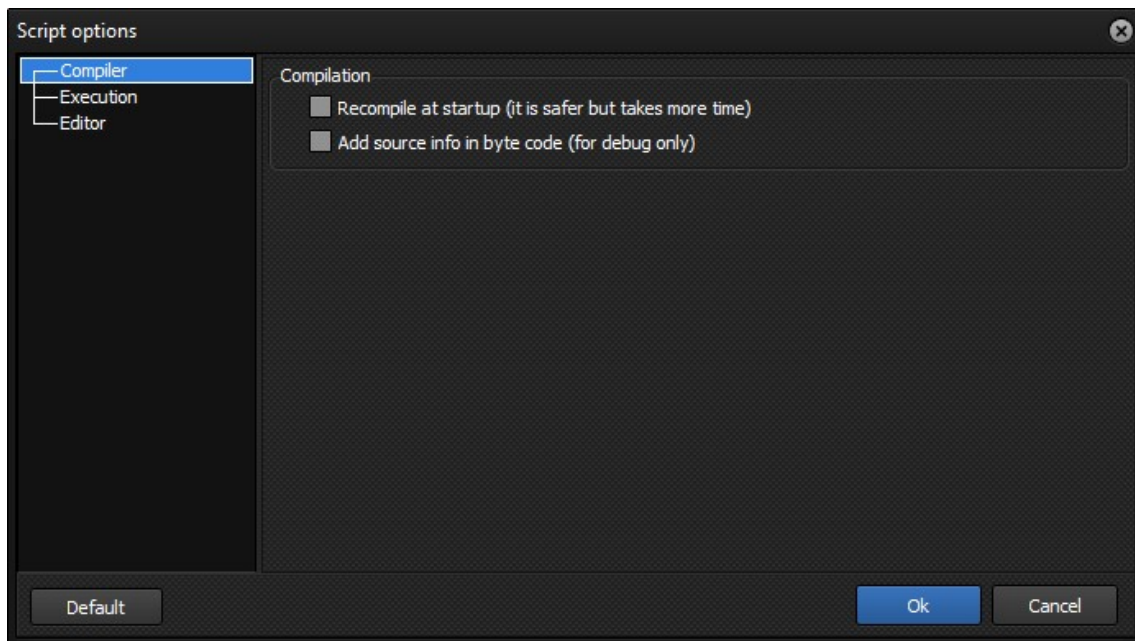 Script options
Compiler
Execution
Editor
Compilation
Recompile at startup (it is safer but takes more time)
Add source info in byte code (for debug only)
Default
Ok
Cancel